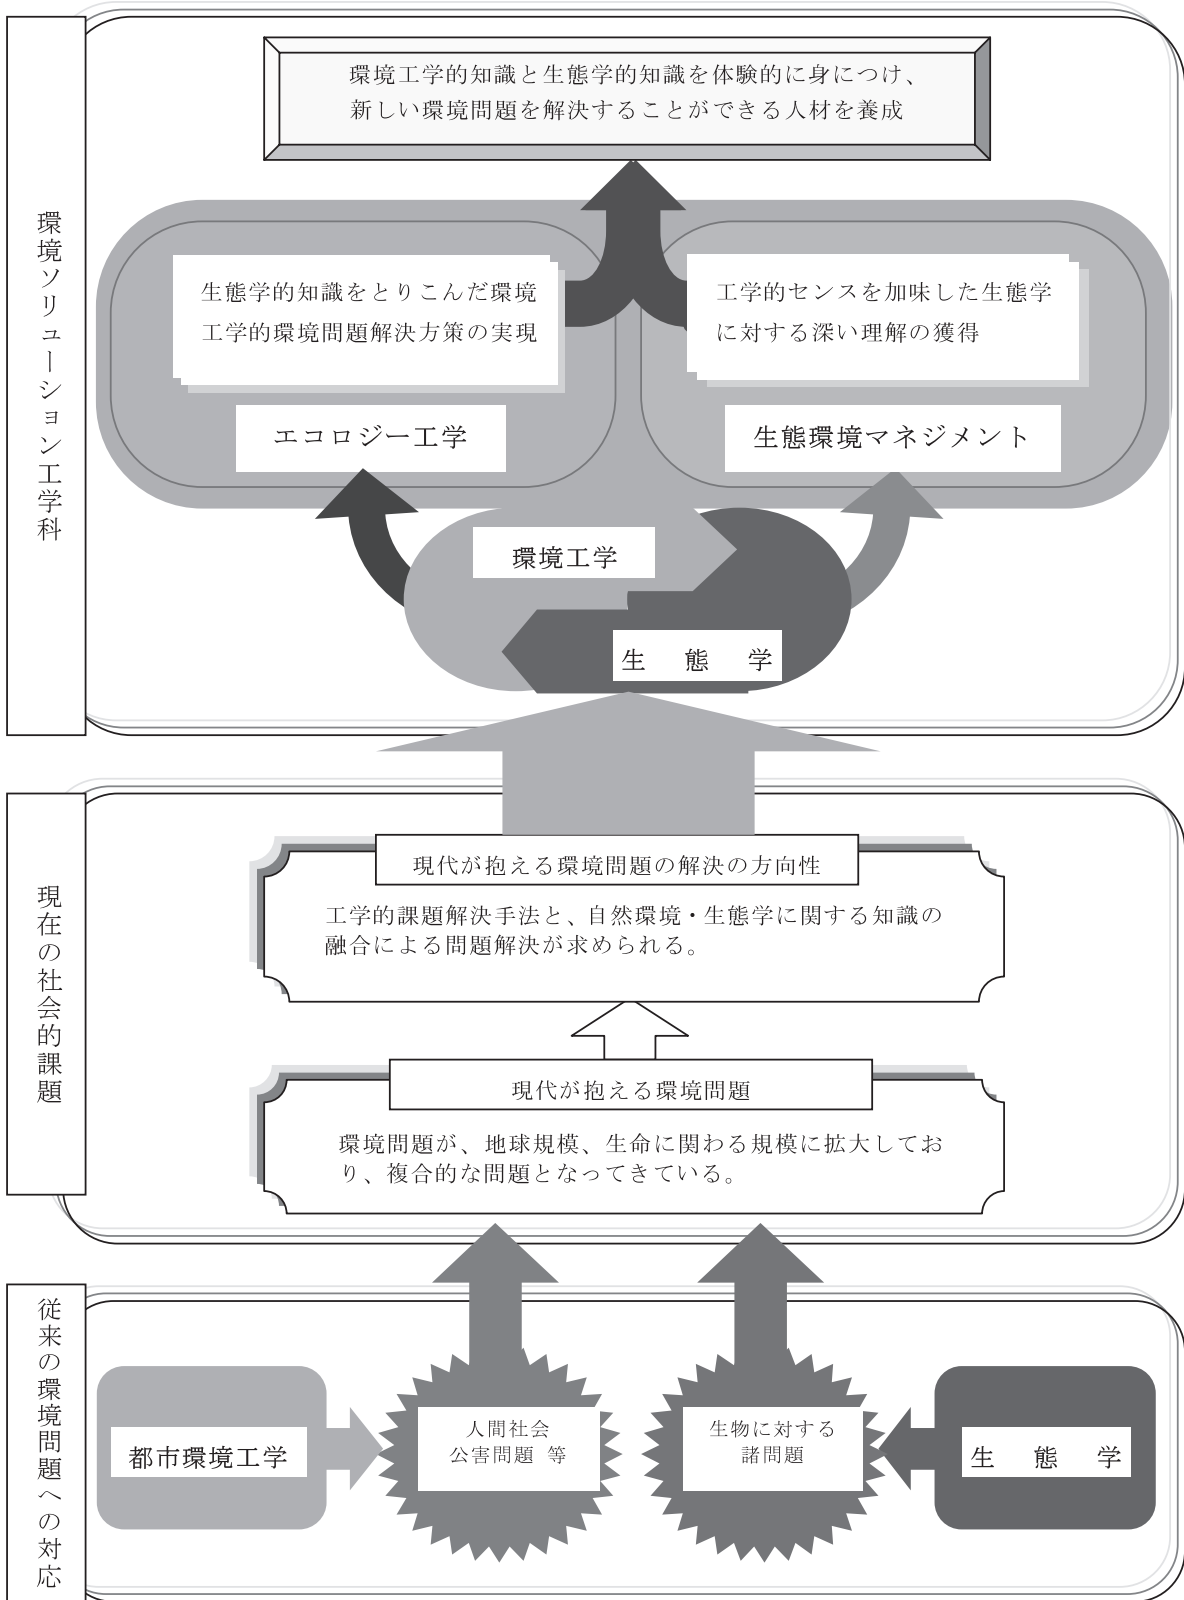 環境ソリューション工学科
環境工学的知識と生態学的知識を体験的に身につけ、
新しい環境問題を解決することができる人材を養成
生態学的知識をとりこんだ環境
工学的環境問題解決方策の実現
工学的センスを加味した生態学
に対する深い理解の獲得
エコロジー工学
生態環境マネジメント
環境工学
生 態 学
現在の社会的課題
現代が抱える環境問題の解決の方向性
工学的課題解決手法と、自然環境・生態学に関する知識の
融合による問題解決が求められる。
現代が抱える環境問題
環境問題が、地球規模、生命に関わる規模に拡大してお
り、複合的な問題となってきている。
従来の環境問題への対応
都市環境工学
人間社会
公害問題 等
生物に対する
諸問題
生 態 学